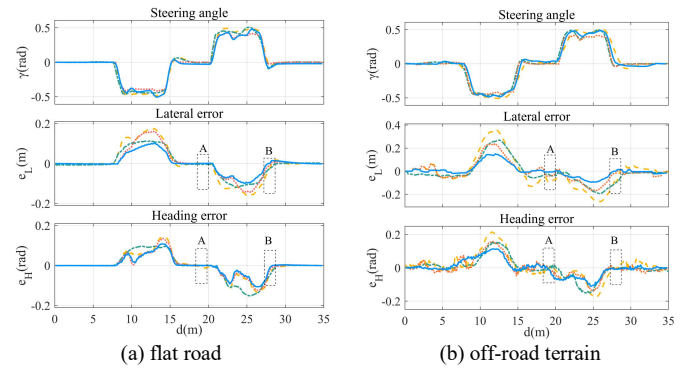 Steering angle
0.5
0
-0.5
γ(rad)
Lateral error
0.2
0
-0.2
e_L(m)
A
B
Heading error
0.2
0
-0.2
e_H(rad)
A
B
0 5 10 15 20 25 30 35
d(m)
(a) flat road
Steering angle
0.5
0
-0.5
γ(rad)
Lateral error
0.4
0.2
0
-0.2
e_L(m)
A
B
Heading error
0.2
0
-0.2
e_H(rad)
A
B
0 5 10 15 20 25 30 35
d(m)
(b) off-road terrain